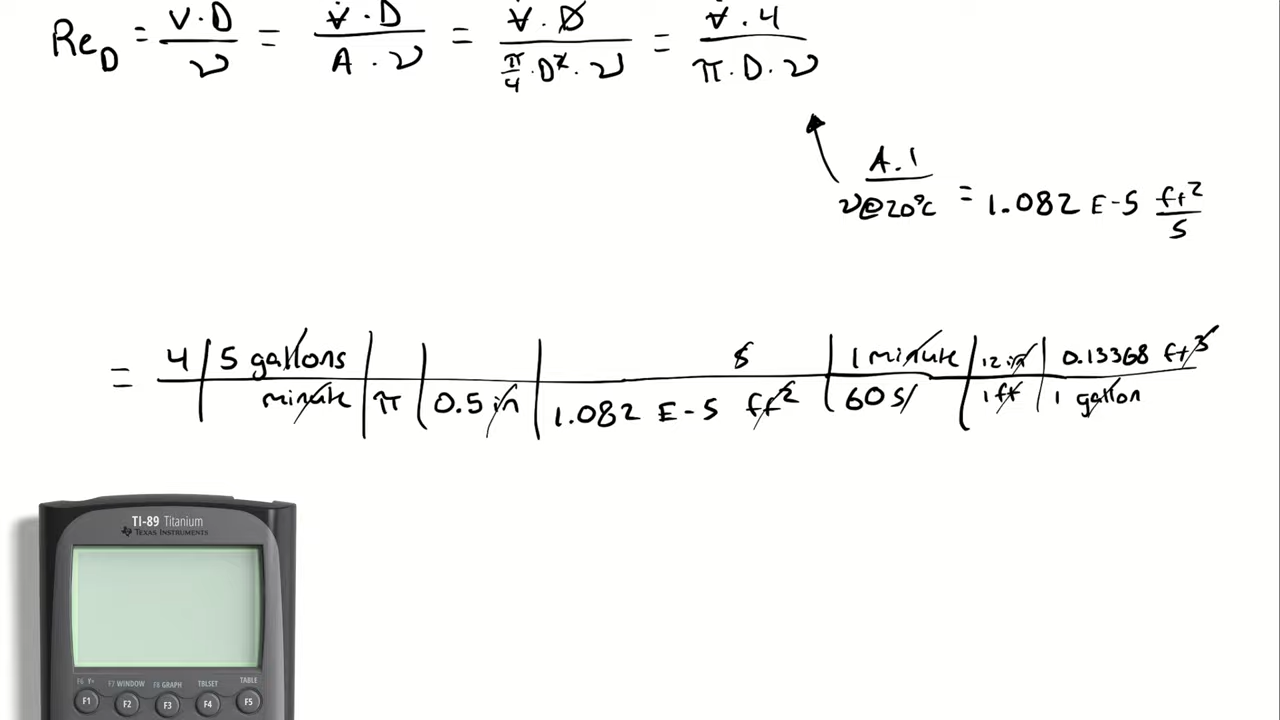 Re_D = V·D / ν = V̇·D / A·ν = V̇·D / π/4·D²·ν = V̇·4 / π·D·ν
A.1
ν@20°C = 1.082 E-5 ft²/s
= 4 | 5 gallons | | | s | 1 minute | 12 in | 0.13368 ft³
minute | π | 0.5 in | 1.082 E-5 ft² | 60 s | 1 ft | 1 gallon
TI-89 Titanium
TEXAS INSTRUMENTS
F6 F7 WINDOW F8 GRAPH TBLSET TABLE
F1 F2 F3 F4 F5